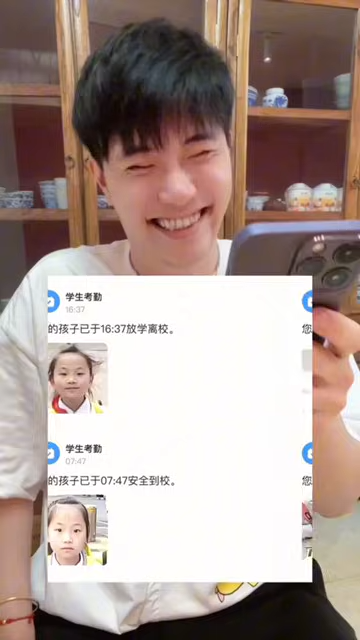 学生考勤
16:37
的孩子已于16:37放学离校。
您
学生考勤
07:47
的孩子已于07:47安全到校。
您